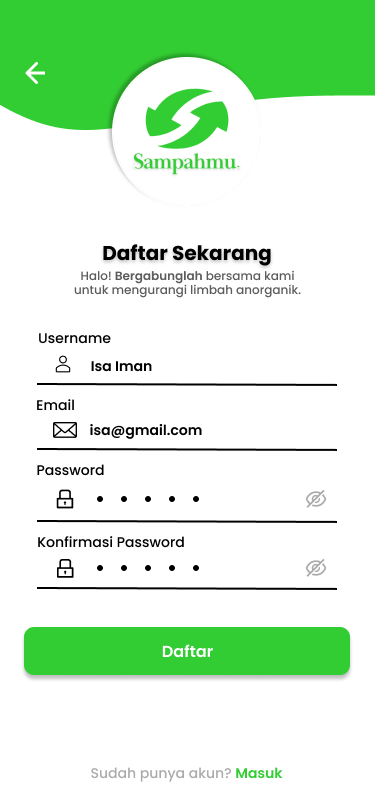 Sampahmu.
Daftar Sekarang
Halo! Bergabunglah bersama kami
untuk mengurangi limbah anorganik.
Username
Isa Iman
Email
isa@gmail.com
Password
• • • • •
Konfirmasi Password
• • • • •
Daftar
Sudah punya akun? Masuk